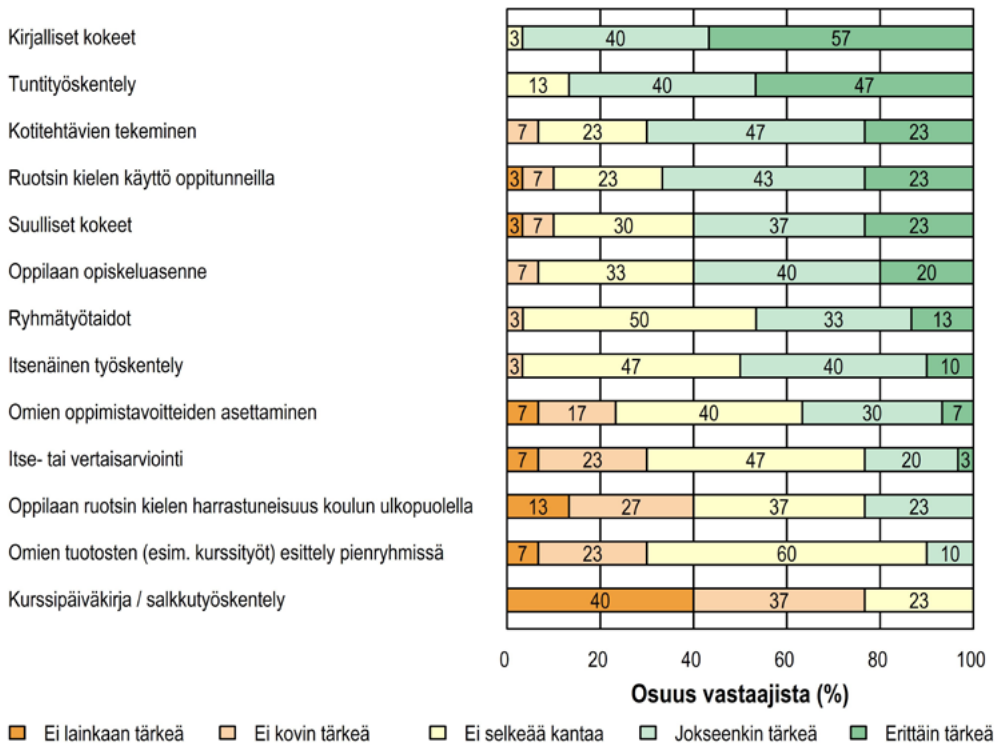 Kirjalliset kokeet 3 40 57
Tuntityöskentely 13 40 47
Kotitehtävien tekeminen 7 23 47 23
Ruotsin kielen käyttö oppitunneilla 3 7 23 43 23
Suulliset kokeet 3 7 30 37 23
Oppilaan opiskeluasenne 7 33 40 20
Ryhmätyötaidot 3 50 33 13
Itsenäinen työskentely 3 47 40 10
Omien oppimistavoitteiden asettaminen 7 17 40 30 7
Itse- tai vertaisarviointi 7 23 47 20 3
Oppilaan ruotsin kielen harrastuneisuus koulun ulkopuolella 13 27 37 23
Omien tuotosten (esim. kurssityöt) esittely pienryhmissä 7 23 60 10
Kurssipäiväkirja / salkkutyöskentely 40 37 23
0 20 40 60 80 100
Osuus vastaajista (%)
Ei lainkaan tärkeä Ei kovin tärkeä Ei selkeää kantaa Jokseenkin tärkeä Erittäin tärkeä